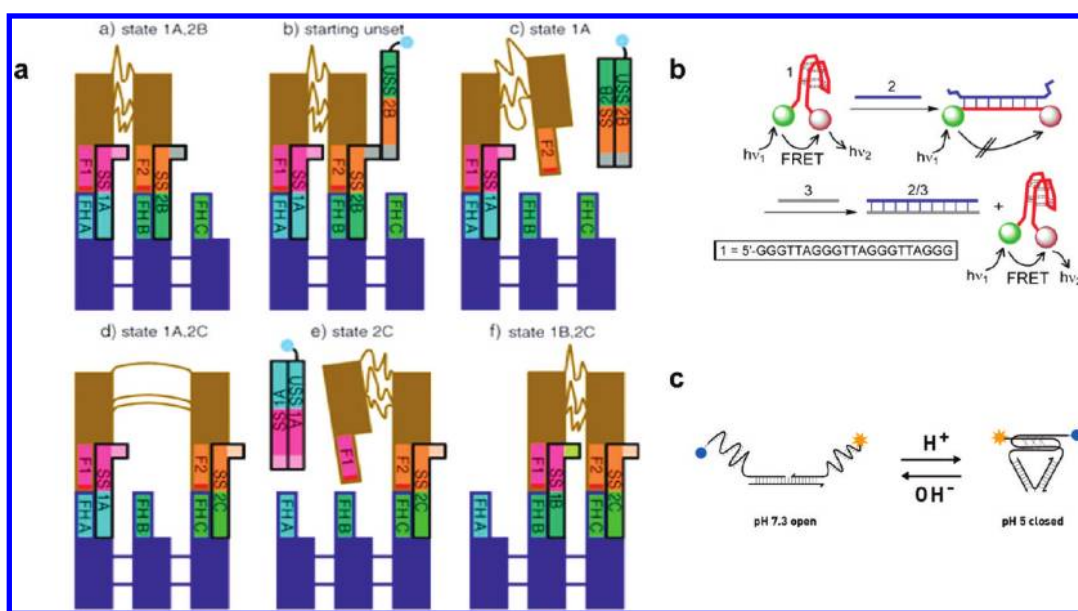 a
a) state 1A,2B
b) starting unset
c) state 1A
F1
SS 1A
FHA
F2
SS 2B
FHB
FHC
F1
SS 1A
FHA
F2
SS 2B
FHB
USS 2B
FHC
F1
SS 1A
FHA
F2
FHB
FHC
SS 2B
USS 2B
d) state 1A,2C
e) state 2C
f) state 1B,2C
F1
SS 1A
FHA
FHB
F2
SS 2C
FHC
SS 1A
USS 1A
F1
FHA
FHB
F2
SS 2C
FHC
FHA
F1
SS 1B
FHB
F2
SS 2C
FHC
b
1
2
hν1
FRET
hν2
hν1
3
2/3
+
1 = 5'-GGGTTAGGGTTAGGGTTAGGG
hν1
FRET
hν2
c
H+
OH-
pH 7.3 open
pH 5 closed